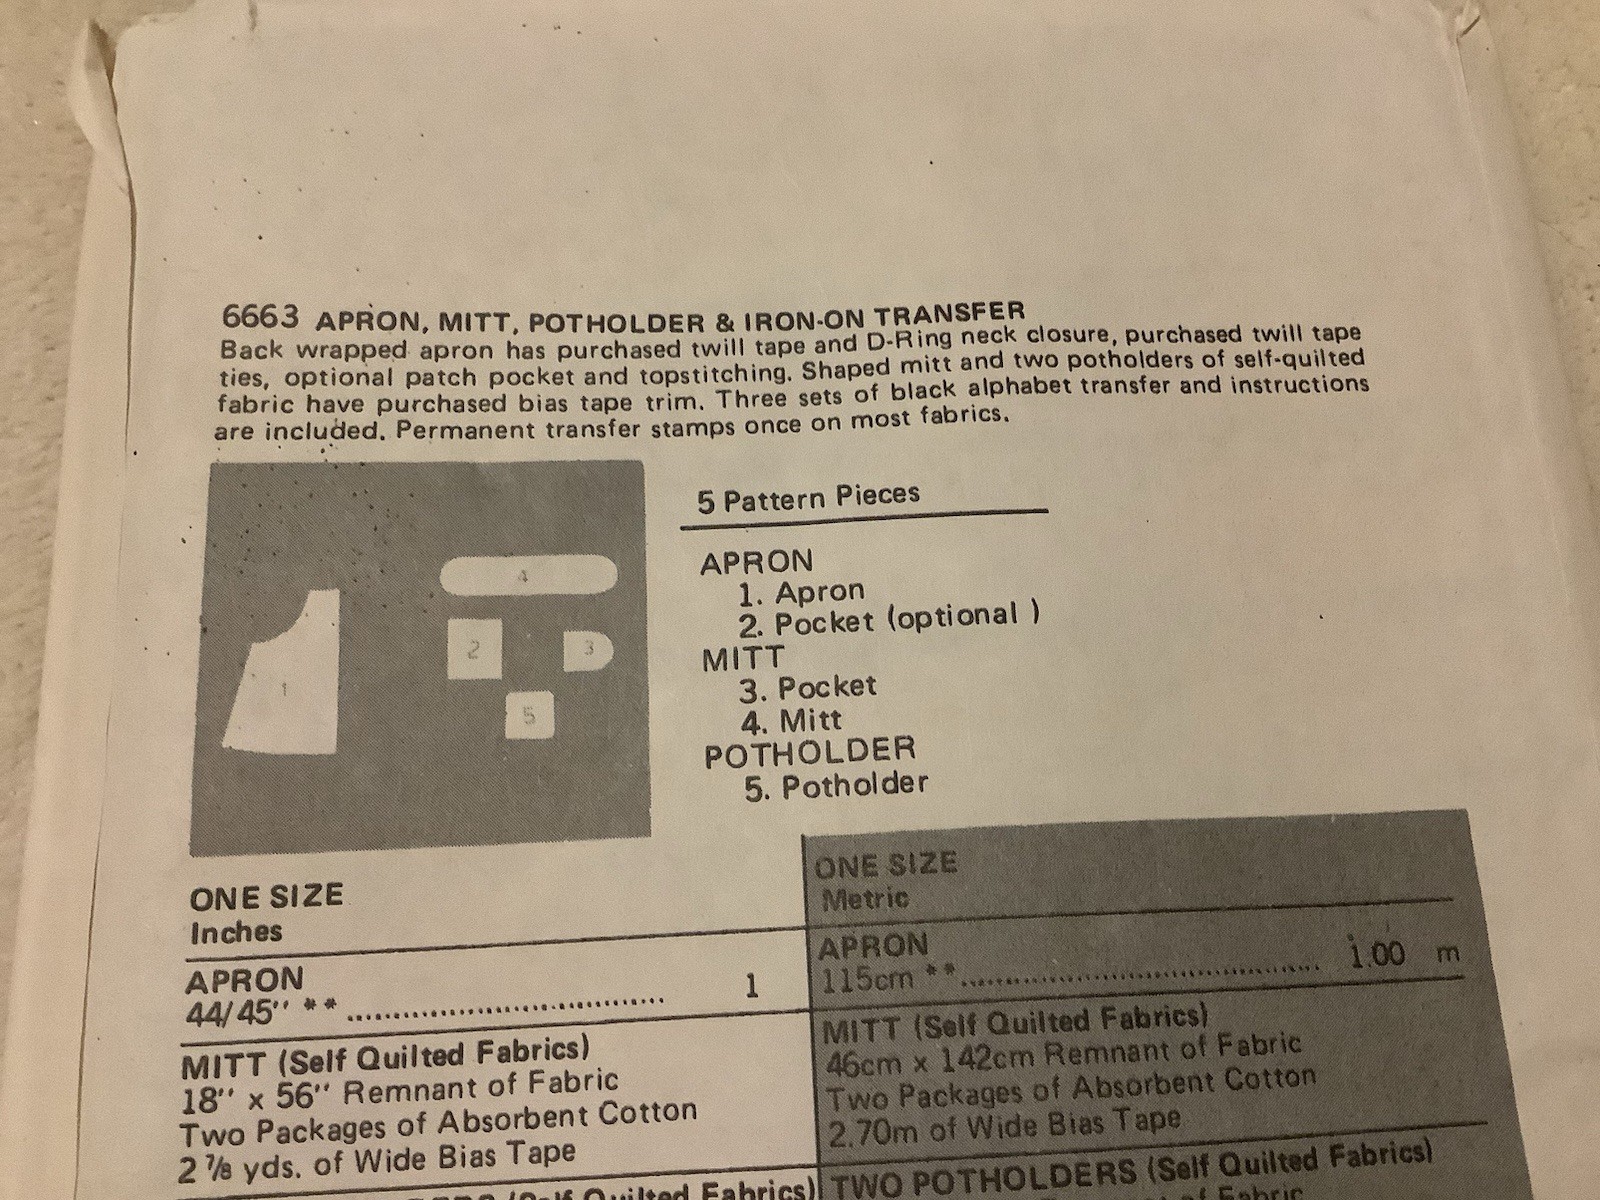 6663 APRON, MITT, POTHOLDER & IRON-ON TRANSFER
Back wrapped apron has purchased twill tape and D-Ring neck closure, purchased twill tape
ties, optional patch pocket and topstitching. Shaped mitt and two potholders of self-quilted
fabric have purchased bias tape trim. Three sets of black alphabet transfer and instructions
are included. Permanent transfer stamps once on most fabrics.
1
4
2
3
5
5 Pattern Pieces
APRON
1. Apron
2. Pocket (optional )
MITT
3. Pocket
4. Mitt
POTHOLDER
5. Potholder
ONE SIZE
Inches
APRON
44/45" ** .................................. 1
MITT (Self Quilted Fabrics)
18" x 56" Remnant of Fabric
Two Packages of Absorbent Cotton
2 7/8 yds. of Wide Bias Tape
(Self Quilted Fabrics)
ONE SIZE
Metric
APRON
115cm ** .................................. 1.00 m
MITT (Self Quilted Fabrics)
46cm x 142cm Remnant of Fabric
Two Packages of Absorbent Cotton
2.70m of Wide Bias Tape
TWO POTHOLDERS (Self Quilted Fabrics)
of Fabric